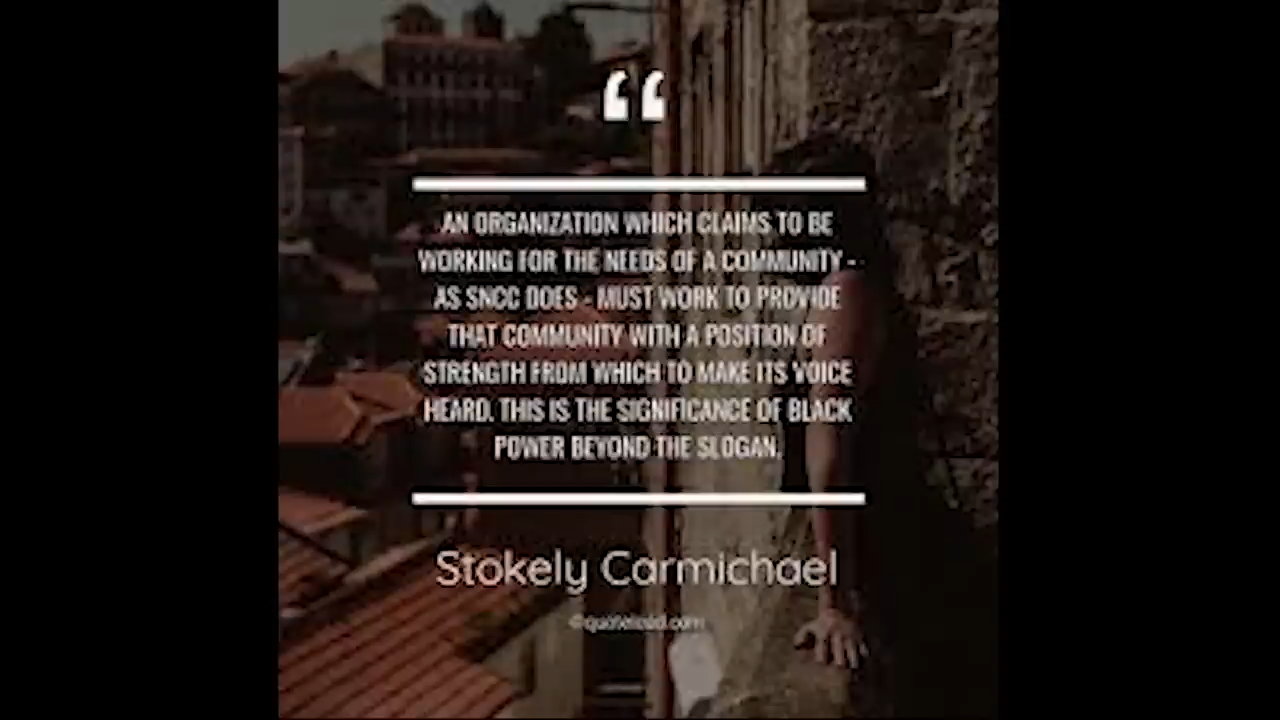 “
AN ORGANIZATION WHICH CLAIMS TO BE
WORKING FOR THE NEEDS OF A COMMUNITY -
AS SNCC DOES - MUST WORK TO PROVIDE
THAT COMMUNITY WITH A POSITION OF
STRENGTH FROM WHICH TO MAKE ITS VOICE
HEARD. THIS IS THE SIGNIFICANCE OF BLACK
POWER BEYOND THE SLOGAN.
Stokely Carmichael